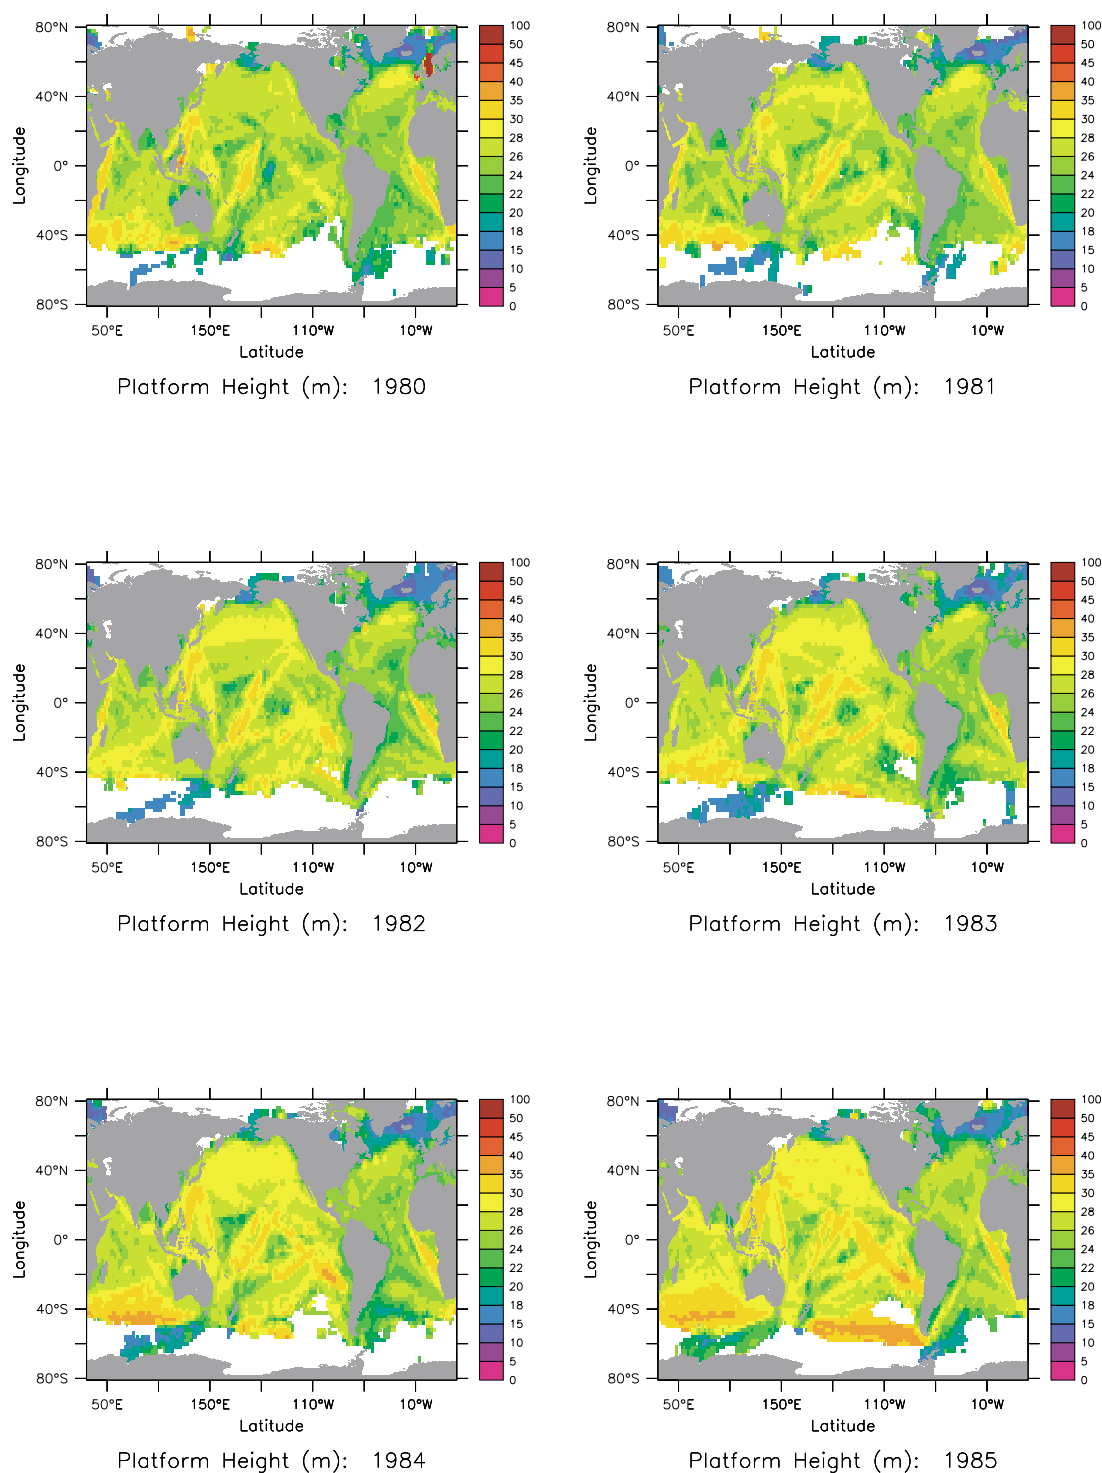 80°N
40°N
0°
40°S
80°S
Longitude
50°E 150°E 110°W 10°W
Latitude
100
50
45
40
35
30
28
26
24
22
20
18
15
10
5
0
Platform Height (m): 1980
80°N
40°N
0°
40°S
80°S
Longitude
50°E 150°E 110°W 10°W
Latitude
100
50
45
40
35
30
28
26
24
22
20
18
15
10
5
0
Platform Height (m): 1981
80°N
40°N
0°
40°S
80°S
Longitude
50°E 150°E 110°W 10°W
Latitude
100
50
45
40
35
30
28
26
24
22
20
18
15
10
5
0
Platform Height (m): 1982
80°N
40°N
0°
40°S
80°S
Longitude
50°E 150°E 110°W 10°W
Latitude
100
50
45
40
35
30
28
26
24
22
20
18
15
10
5
0
Platform Height (m): 1983
80°N
40°N
0°
40°S
80°S
Longitude
50°E 150°E 110°W 10°W
Latitude
100
50
45
40
35
30
28
26
24
22
20
18
15
10
5
0
Platform Height (m): 1984
80°N
40°N
0°
40°S
80°S
Longitude
50°E 150°E 110°W 10°W
Latitude
100
50
45
40
35
30
28
26
24
22
20
18
15
10
5
0
Platform Height (m): 1985